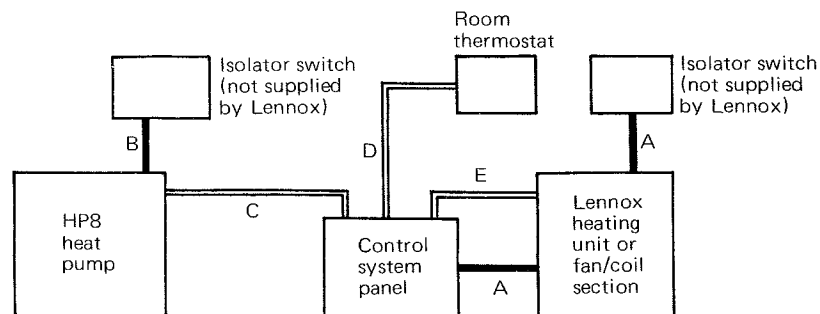 Room
thermostat
Isolator switch
(not supplied
by Lennox)
Isolator switch
(not supplied
by Lennox)
B
A
D
E
C
HP8
heat
pump
Control
system
panel
A
Lennox
heating
unit or
fan/coil
section